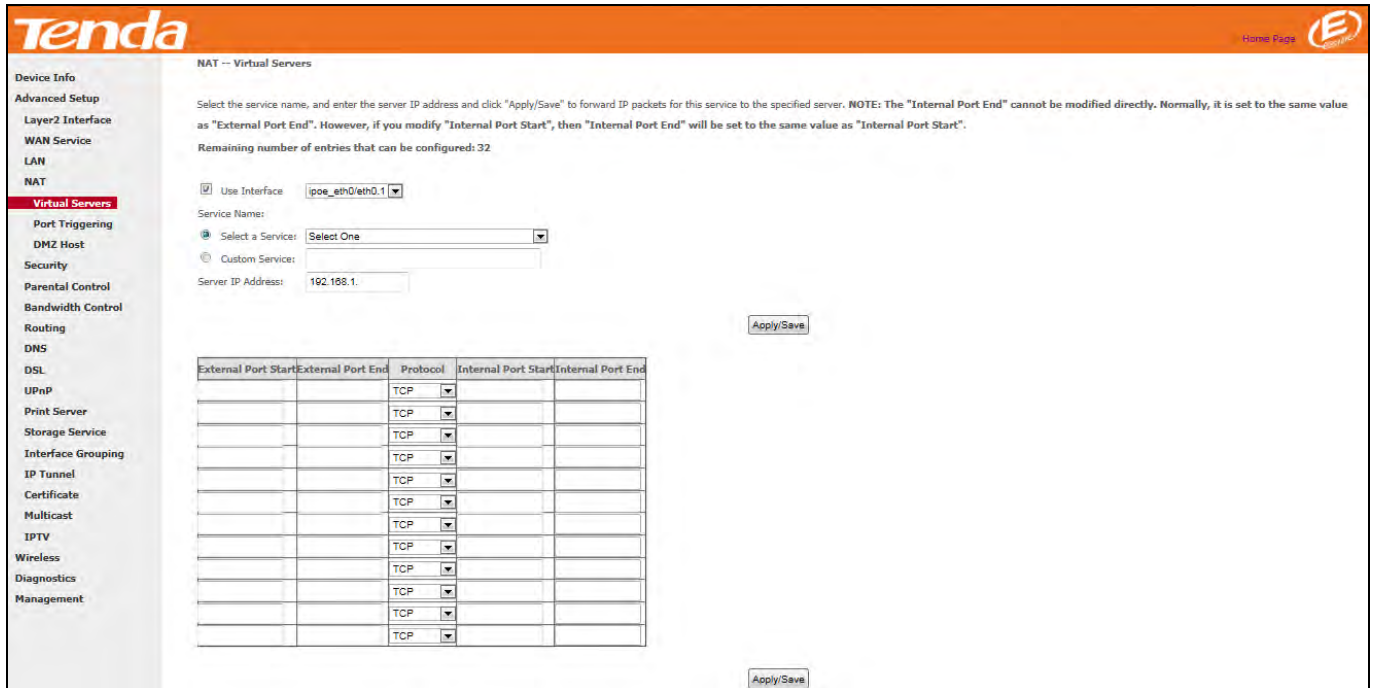 Tenda
Home Page
Device Info
Advanced Setup
Layer2 Interface
WAN Service
LAN
NAT
Virtual Servers
Port Triggering
DMZ Host
Security
Parental Control
Bandwidth Control
Routing
DNS
DSL
UPnP
Print Server
Storage Service
Interface Grouping
IP Tunnel
Certificate
Multicast
IPTV
Wireless
Diagnostics
Management
NAT -- Virtual Servers
Select the service name, and enter the server IP address and click "Apply/Save" to forward IP packets for this service to the specified server. NOTE: The "Internal Port End" cannot be modified directly. Normally, it is set to the same value
as "External Port End". However, if you modify "Internal Port Start", then "Internal Port End" will be set to the same value as "Internal Port Start".
Remaining number of entries that can be configured: 32
Use Interface ipoe_eth0/eth0.1
Service Name:
Select a Service: Select One
Custom Service:
Server IP Address: 192.168.1.
Apply/Save
External Port Start External Port End Protocol Internal Port Start Internal Port End
TCP
TCP
TCP
TCP
TCP
TCP
TCP
TCP
TCP
TCP
TCP
TCP
Apply/Save